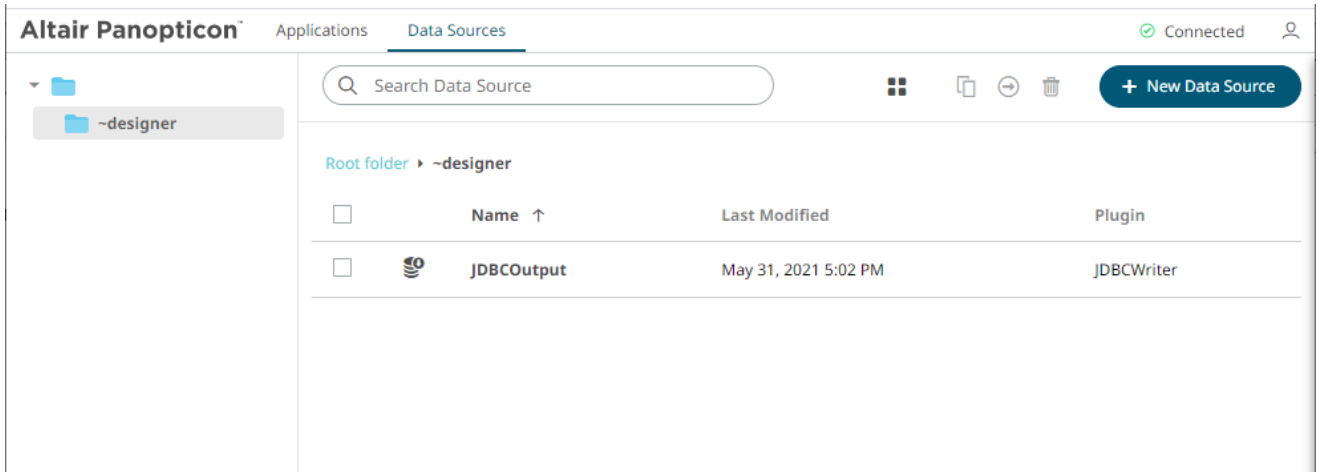 Altair Panopticon™ Applications Data Sources Connected
Search Data Source + New Data Source
~designer
Root folder ▸ ~designer
Name ↑ Last Modified Plugin
JDBCOutput May 31, 2021 5:02 PM JDBCWriter